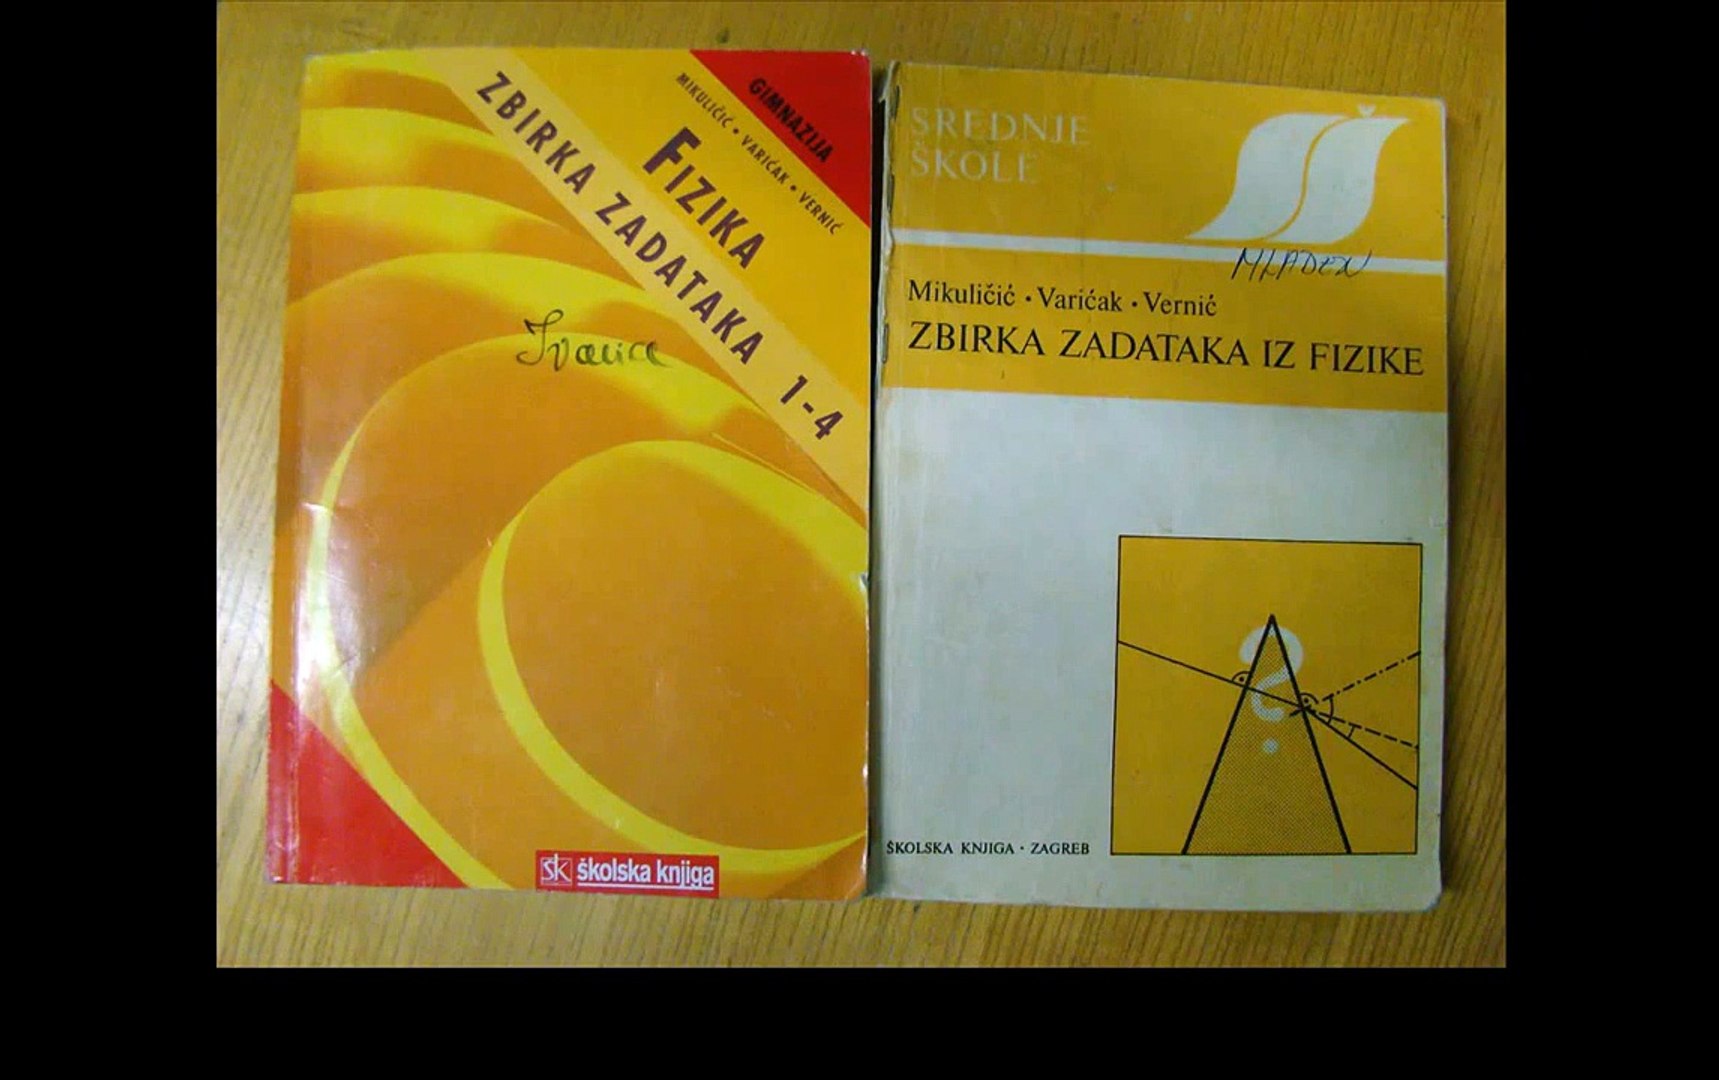 GIMNAZIJA
MIKULIČIĆ • VARIĆAK • VERNIĆ
FIZIKA
ZBIRKA ZADATAKA 1-4
Ivanica
ŠK školska knjiga
SREDNJE
ŠKOLE
MLADEN
Mikuličić • Varićak • Vernić
ZBIRKA ZADATAKA IZ FIZIKE
?
ŠKOLSKA KNJIGA • ZAGREB